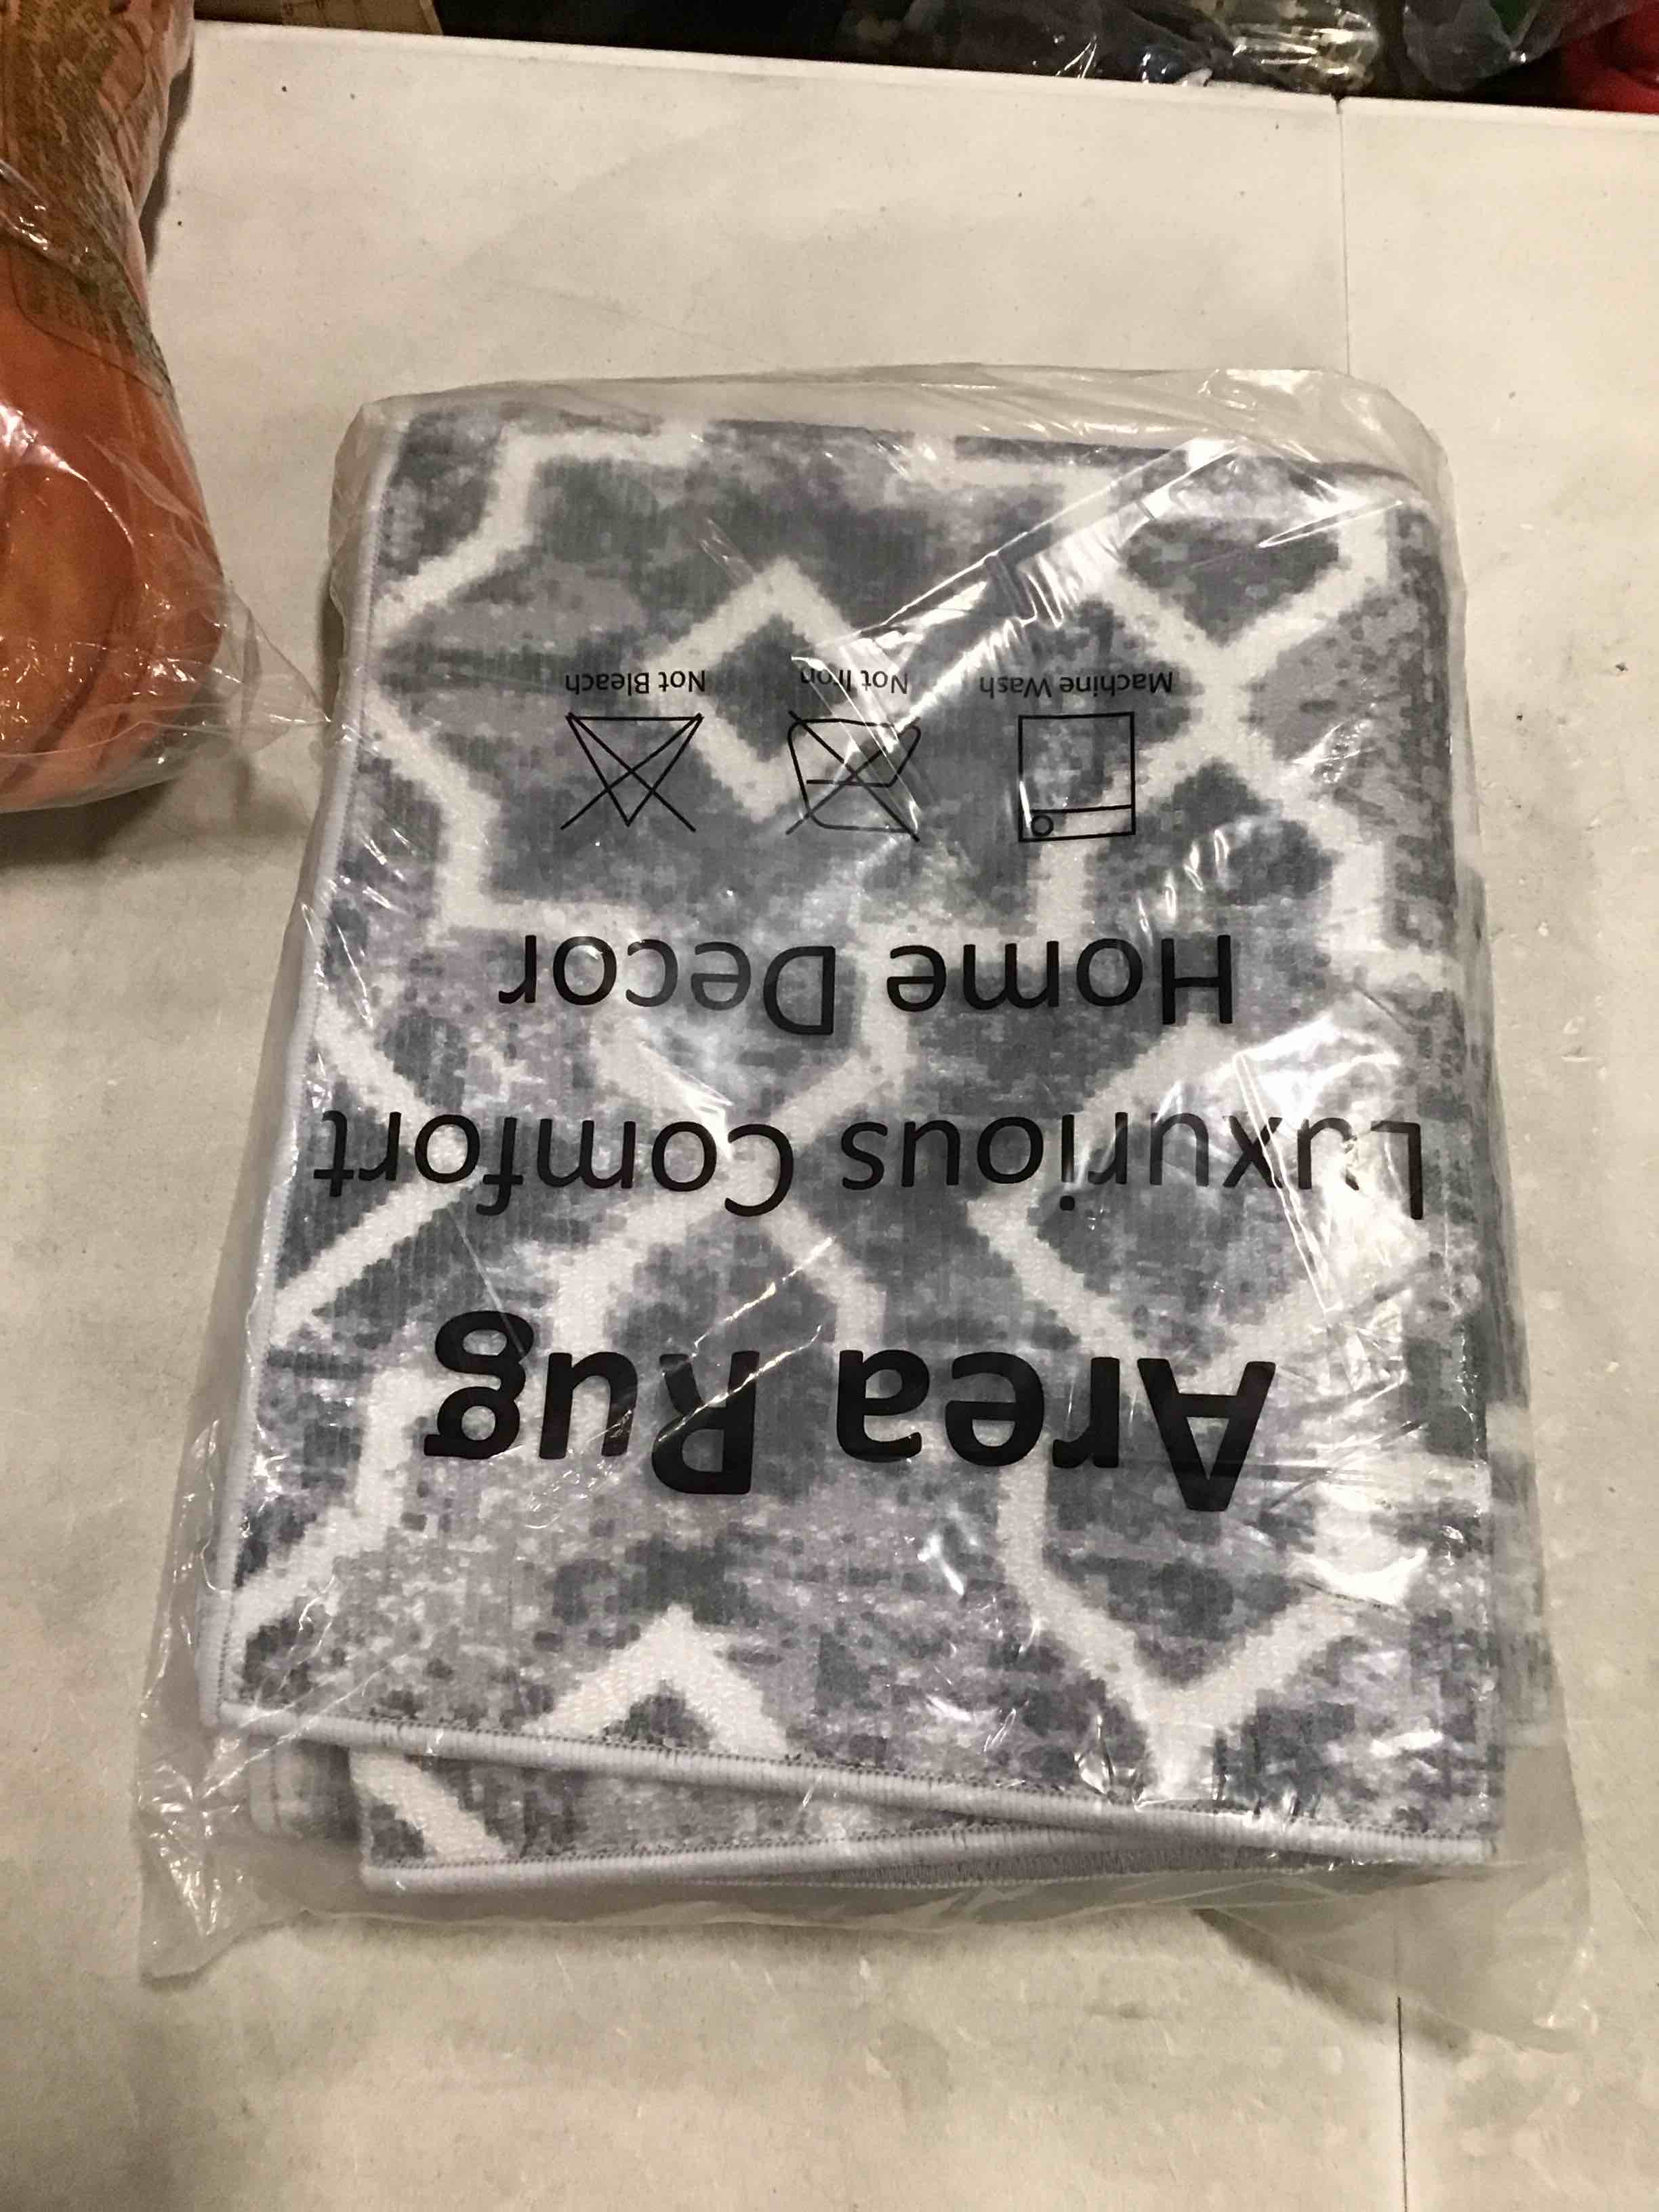 Area Rug
Luxurious Comfort
Home Decor
Machine Wash Not Iron Not Bleach